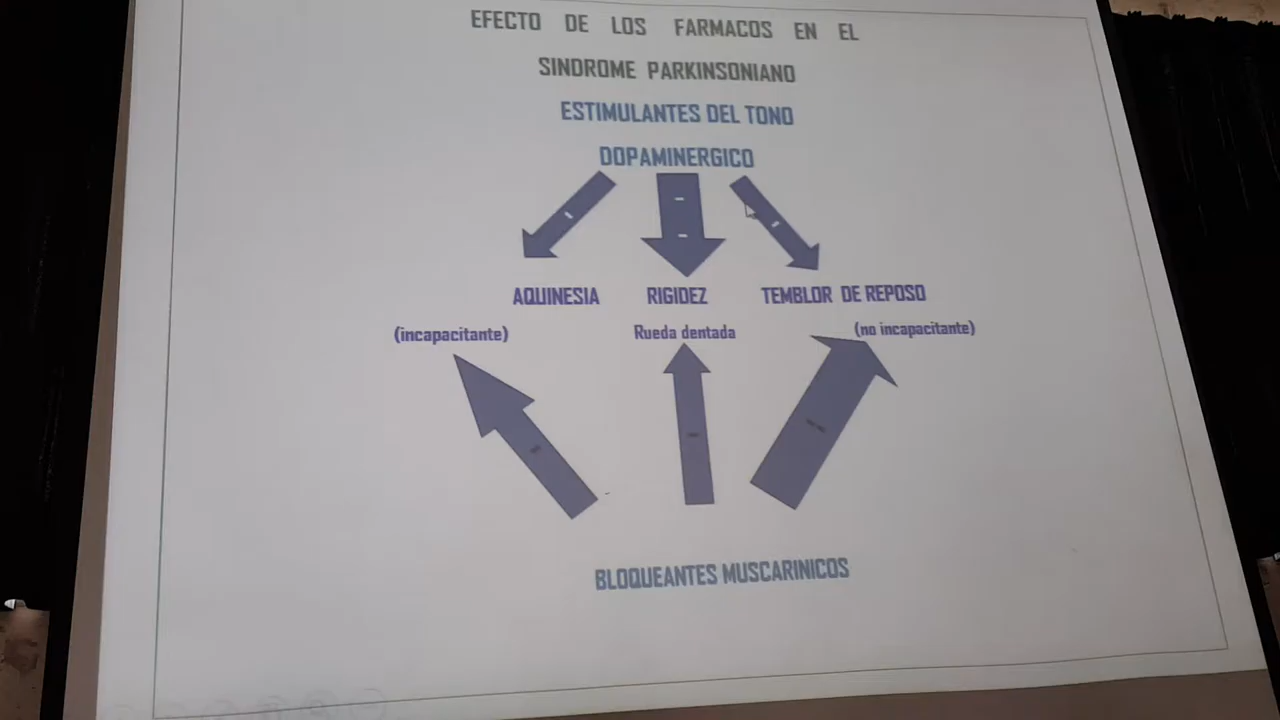 EFECTO DE LOS FARMACOS EN EL
SINDROME PARKINSONIANO
ESTIMULANTES DEL TONO
DOPAMINERGICO
AQUINESIA RIGIDEZ TEMBLOR DE REPOSO
(incapacitante) Rueda dentada (no incapacitante)
BLOQUEANTES MUSCARINICOS